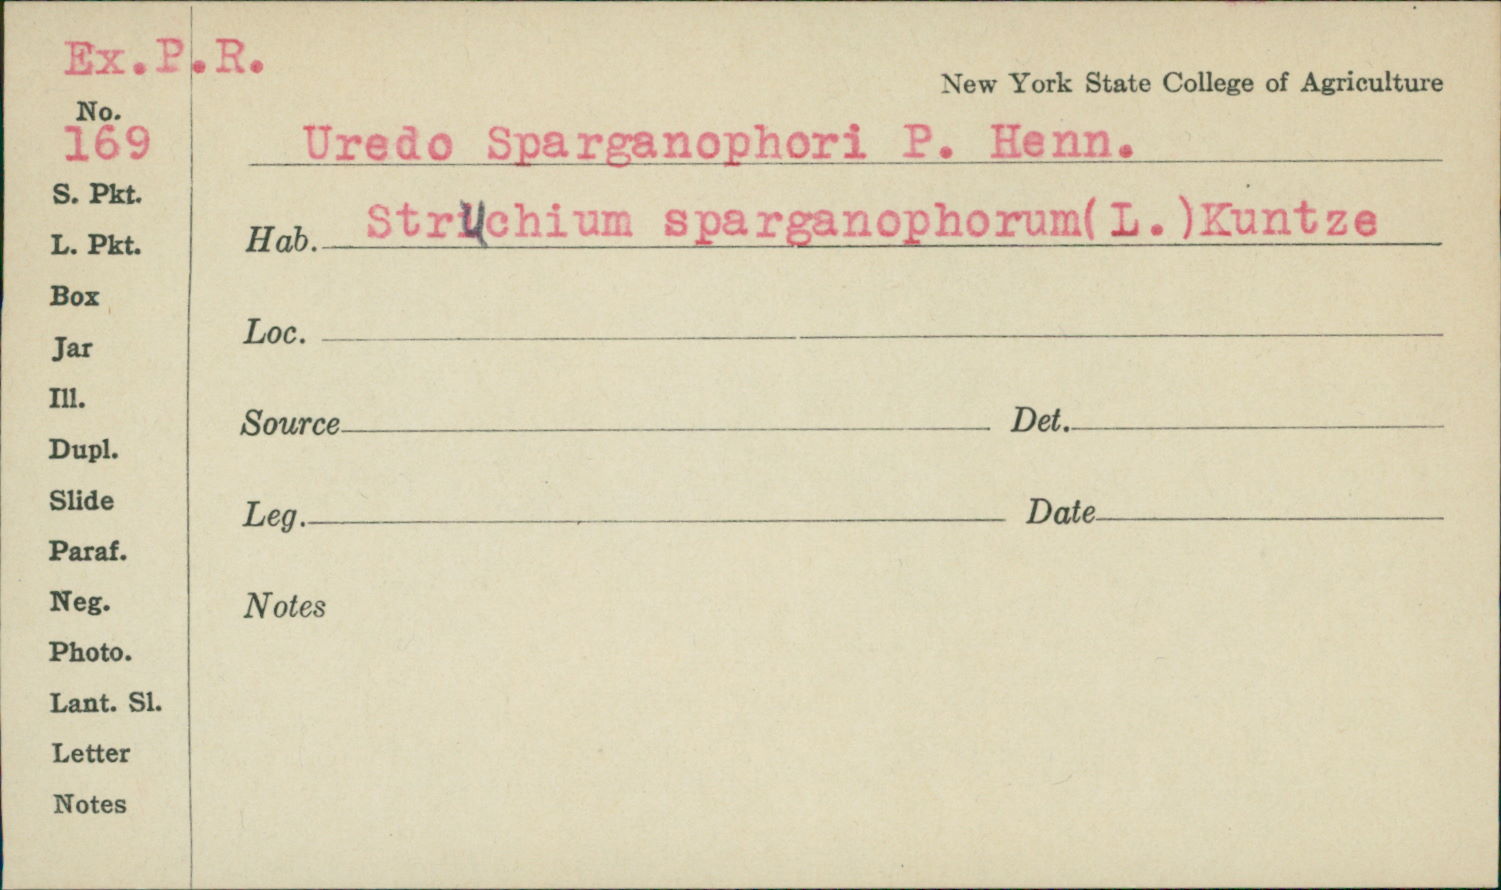 Ex.P.R.
New York State College of Agriculture
No.
169
Uredo Sparganophori P. Henn.
S. Pkt.
Hab. Struchium sparganophorum(L.)Kuntze
L. Pkt.
Box
Loc.
Jar
Ill.
Source Det.
Dupl.
Slide
Leg. Date
Paraf.
Neg.
Notes
Photo.
Lant. Sl.
Letter
Notes